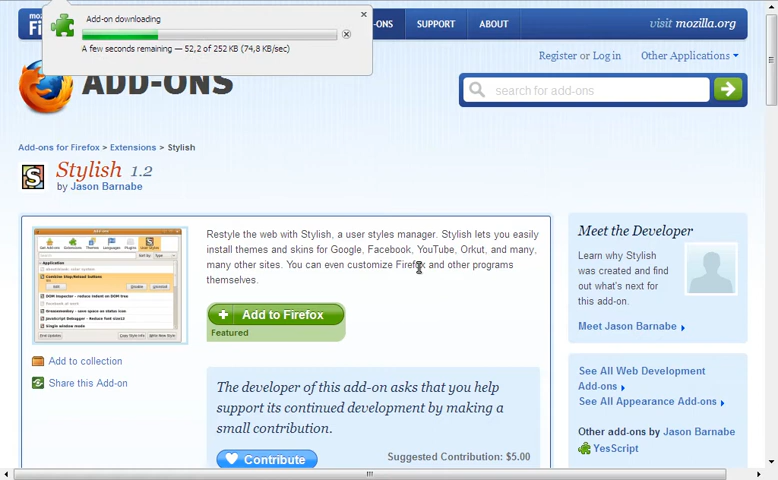 Add-on downloading
A few seconds remaining — 52,2 of 252 KB (74,8 KB/sec)
SUPPORT
ABOUT
visit mozilla.org
Register or Log in
Other Applications
ADD-ONS
search for add-ons
Add-ons for Firefox > Extensions > Stylish
Stylish 1.2
by Jason Barnabe
Restyle the web with Stylish, a user styles manager. Stylish lets you easily
install themes and skins for Google, Facebook, YouTube, Orkut, and many,
many other sites. You can even customize Firefox and other programs
themselves.
Add to Firefox
Featured
Add to collection
Share this Add-on
The developer of this add-on asks that you help
support its continued development by making a
small contribution.
Contribute
Suggested Contribution: $5.00
Meet the Developer
Learn why Stylish
was created and find
out what's next for
this add-on.
Meet Jason Barnabe
See All Web Development
Add-ons
See All Appearance Add-ons
Other add-ons by Jason Barnabe
YesScript